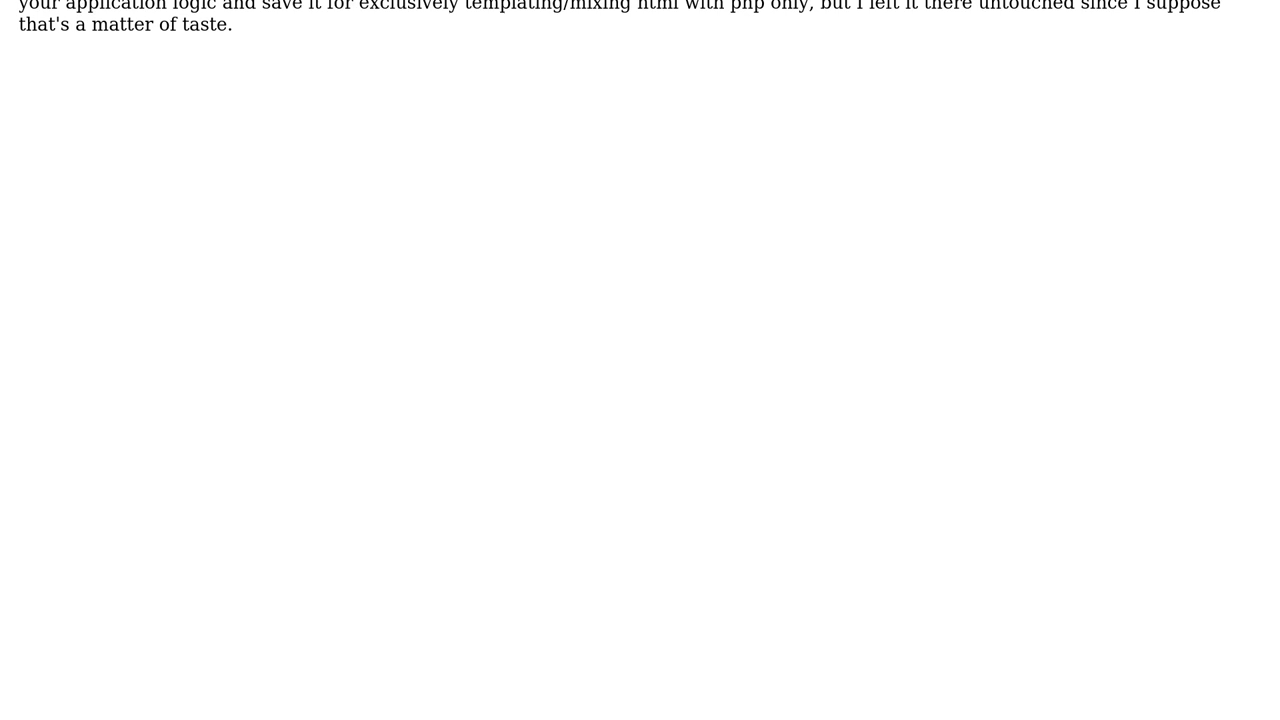 your application logic and save it for exclusively templating/mixing html with php only, but I left it there untouched since I suppose
that's a matter of taste.